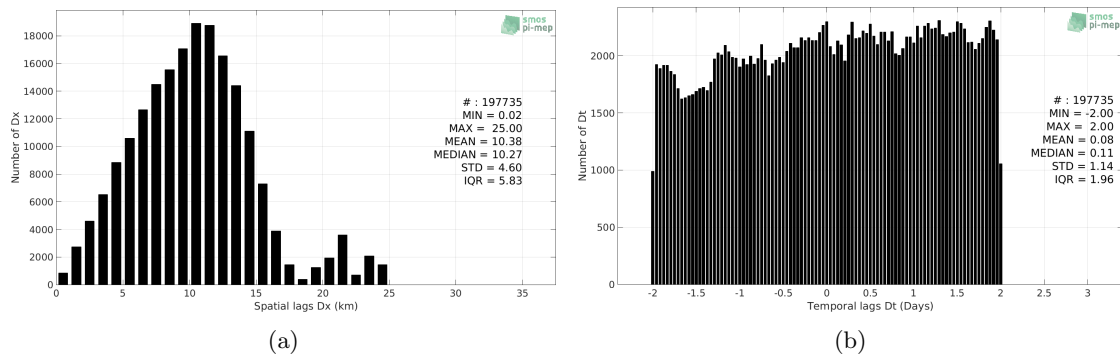 smos
pi-mep
18000
16000
14000
12000
10000
8000
6000
4000
2000
0
Number of Dx
# : 197735
MIN = 0.02
MAX = 25.00
MEAN = 10.38
MEDIAN = 10.27
STD = 4.60
IQR = 5.83
0 5 10 15 20 25 30 35
Spatial lags Dx (km)
(a)
smos
pi-mep
2000
1500
1000
500
0
Number of Dt
# : 197735
MIN = -2.00
MAX = 2.00
MEAN = 0.08
MEDIAN = 0.11
STD = 1.14
IQR = 1.96
-2 -1.5 -1 -0.5 0 0.5 1 1.5 2 2.5 3
Temporal lags Dt (Days)
(b)